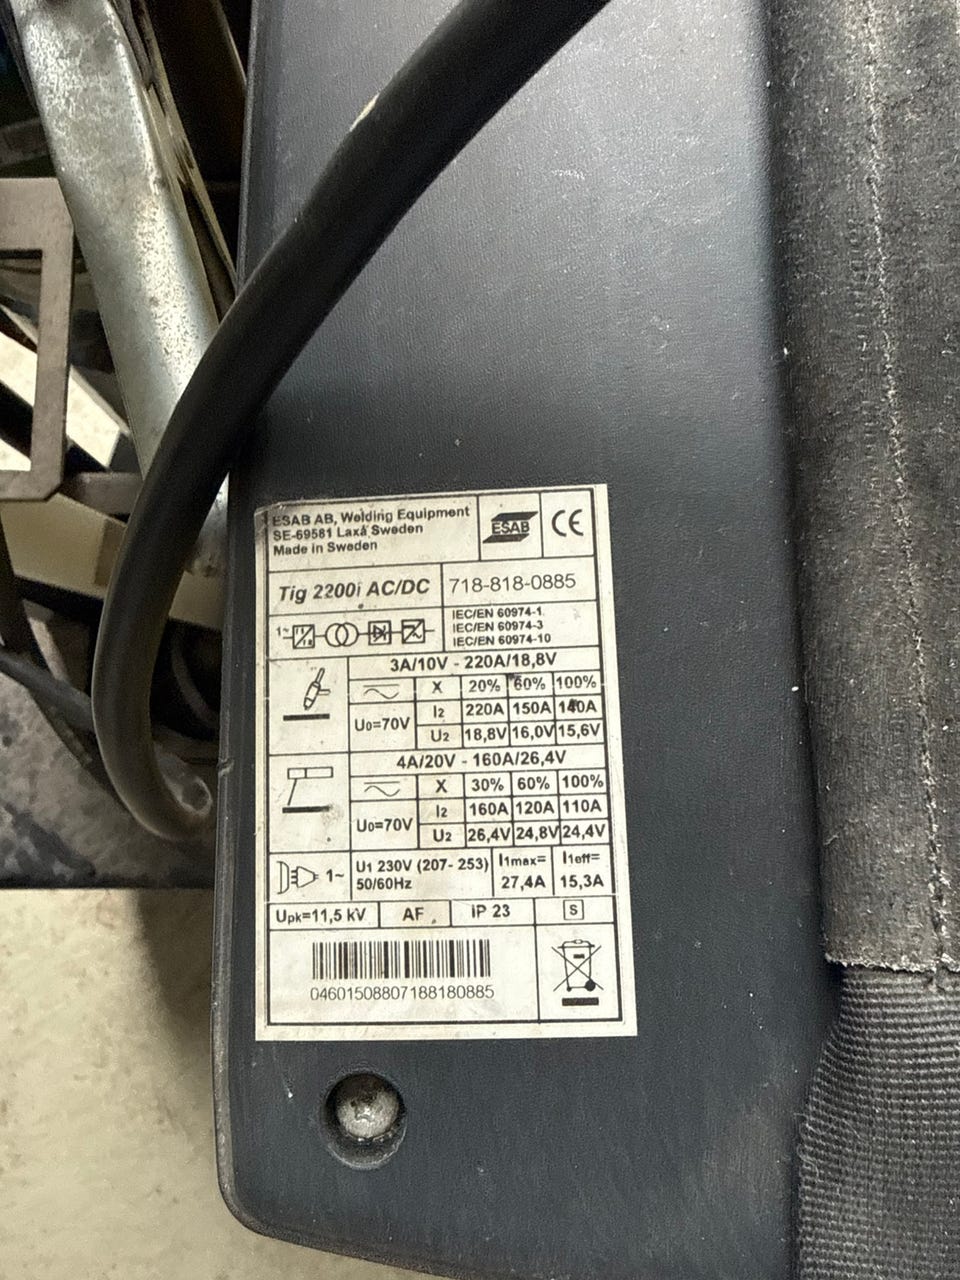 ESAB AB, Welding Equipment
SE-69581 Laxå Sweden
Made in Sweden
ESAB
CE
Tig 2200i AC/DC
718-818-0885
1~
IEC/EN 60974-1
IEC/EN 60974-3
IEC/EN 60974-10
3A/10V - 220A/18,8V
X 20% 60% 100%
U0=70V
I2 220A 150A 140A
U2 18,8V 16,0V 15,6V
4A/20V - 160A/26,4V
X 30% 60% 100%
U0=70V
I2 160A 120A 110A
U2 26,4V 24,8V 24,4V
1~
U1 230V (207- 253)
50/60Hz
I1max=
27,4A
I1eff=
15,3A
Upk=11,5 kV AF IP 23 S
04601508807188180885